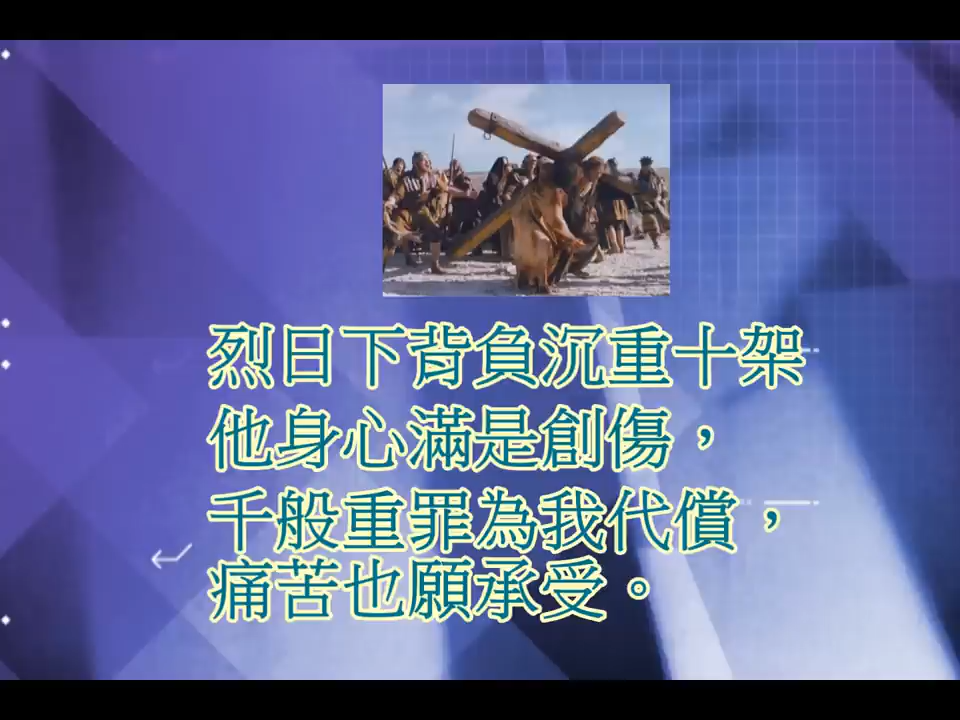 烈日下背負沉重十架
他身心滿是創傷，
千般重罪為我代償，
痛苦也願承受。